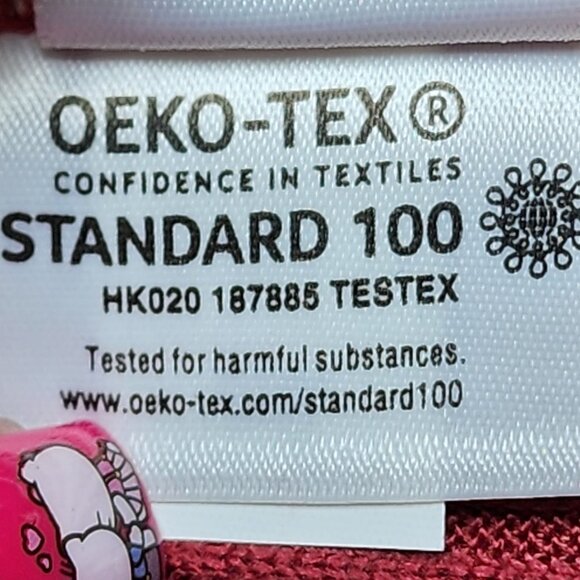 OEKO-TEX®
CONFIDENCE IN TEXTILES
STANDARD 100
HK020 187885 TESTEX
Tested for harmful substances.
www.oeko-tex.com/standard100